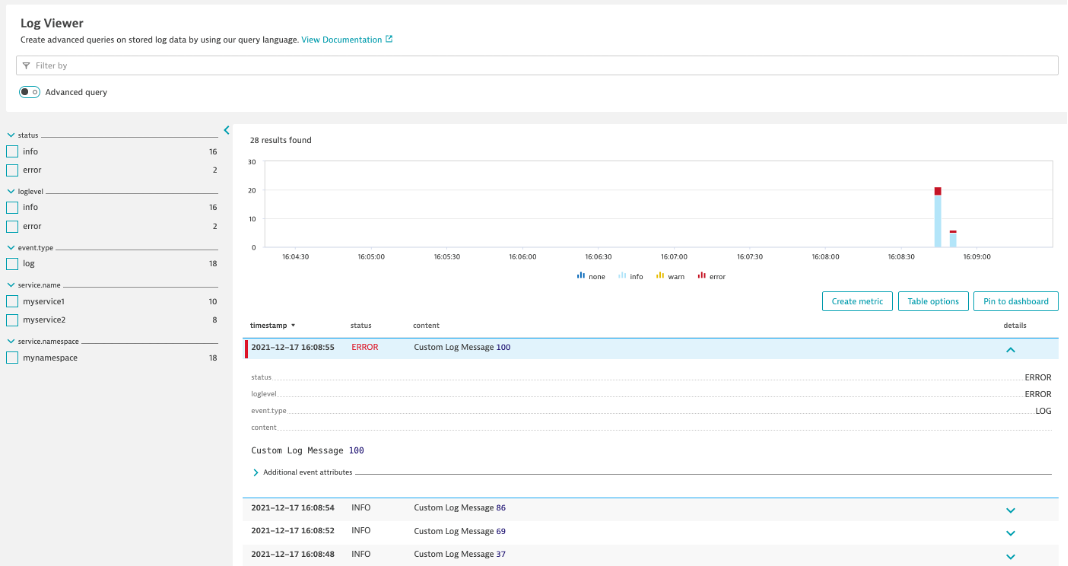 Log Viewer
Create advanced queries on stored log data by using our query language. View Documentation
Filter by
Advanced query
status
info 16
error 2
loglevel
info 16
error 2
event.type
log 18
service.name
myservice1 10
myservice2 8
service.namespace
mynamespace 18
28 results found
30
20
10
0
16:04:30 16:05:00 16:05:30 16:06:00 16:06:30 16:07:00 16:07:30 16:08:00 16:08:30 16:09:00
none info warn error
Create metric Table options Pin to dashboard
timestamp status content details
2021-12-17 16:08:55 ERROR Custom Log Message 100
status ERROR
loglevel ERROR
event.type LOG
content
Custom Log Message 100
Additional event attributes
2021-12-17 16:08:54 INFO Custom Log Message 86
2021-12-17 16:08:52 INFO Custom Log Message 69
2021-12-17 16:08:48 INFO Custom Log Message 37